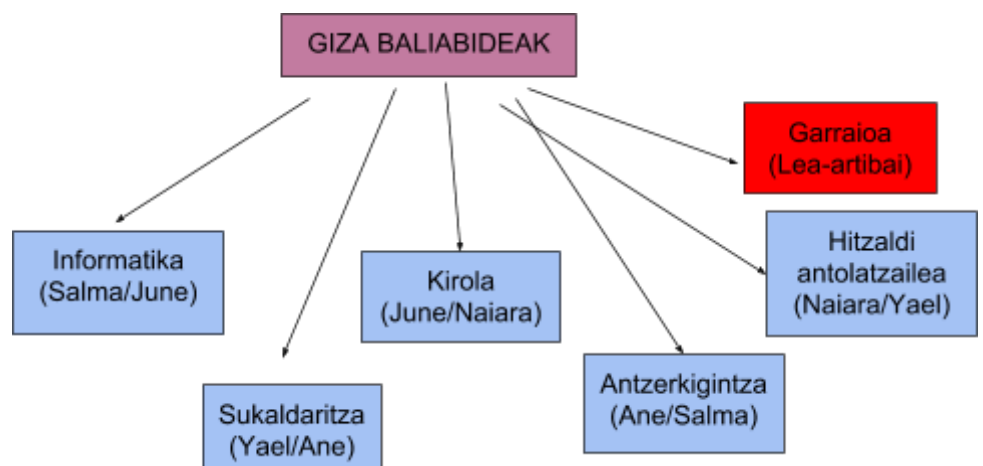 GIZA BALIABIDEAK
Garraioa
(Lea-artibai)
Informatika
(Salma/June)
Kirola
(June/Naiara)
Hitzaldi
antolatzailea
(Naiara/Yael)
Sukaldaritza
(Yael/Ane)
Antzerkigintza
(Ane/Salma)